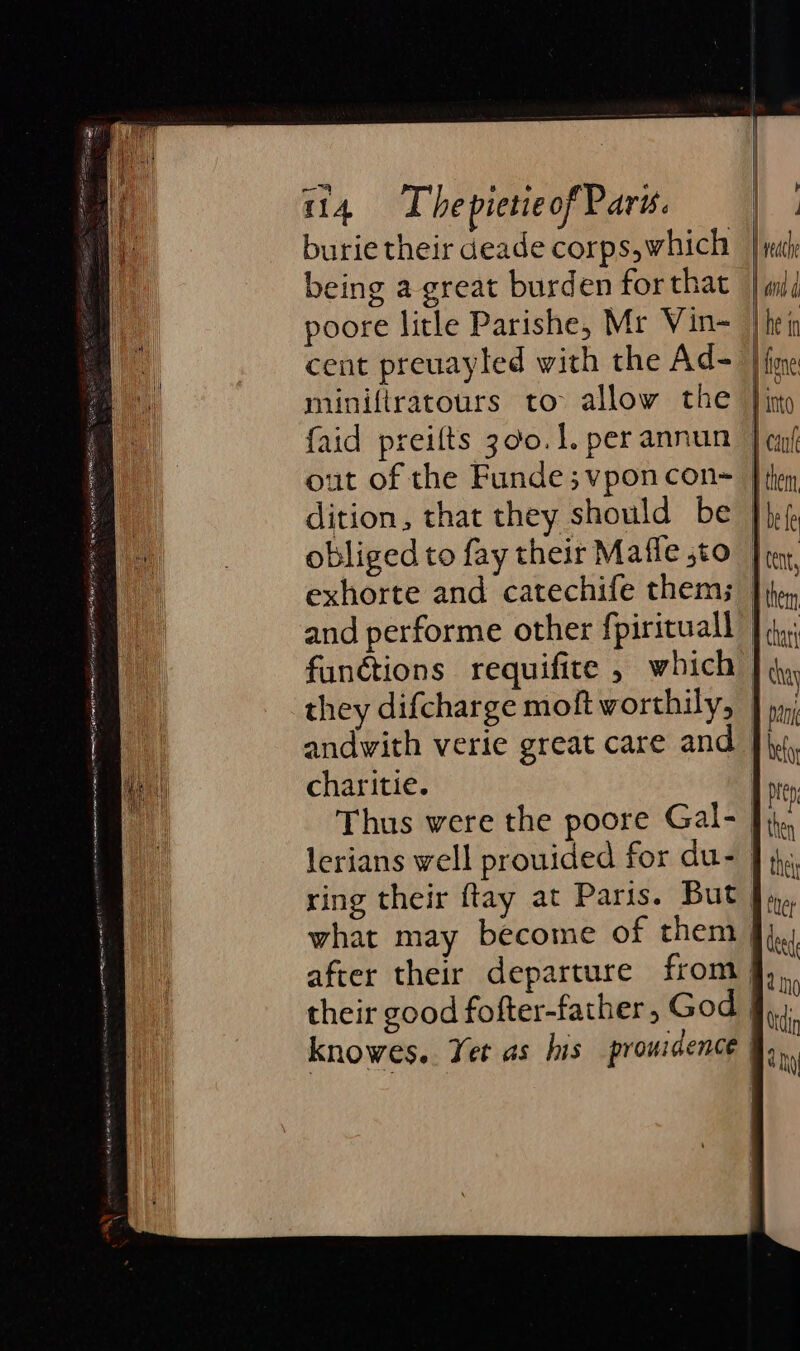 114 The pietie of Paris.
burie their deade corps, which
being a great burden for that
poore litle Parishe, Mr Vin-
cent preuayled with the Ad-
miniſtratours to allow the
ſaid preiſts 300. l. per annun
out of the Funde; vpon con-
dition, that they should be
obliged to ſay their Maſſe, to
exhorte and catechiſe them;
and performe other ſpirituall
functions requiſite, which
they diſcharge moſt worthily,
and with verie great care and
charitie.
Thus were the poore Gal-
lerians well prouided for du-
ring their ſtay at Paris. But
what may become of them
after their departure from
their good foſter-father, God
knowes. Yet as his prouidence